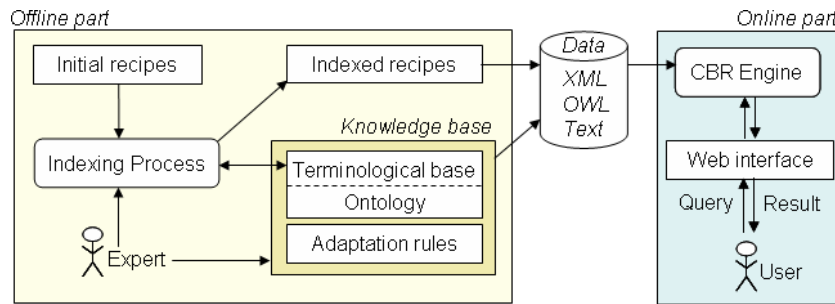 Offline part
Online part
Initial recipes
Indexed recipes
Data
XML
OWL
Text
CBR Engine
Knowledge base
Indexing Process
Terminological base
Ontology
Adaptation rules
Expert
Web interface
Query
Result
User